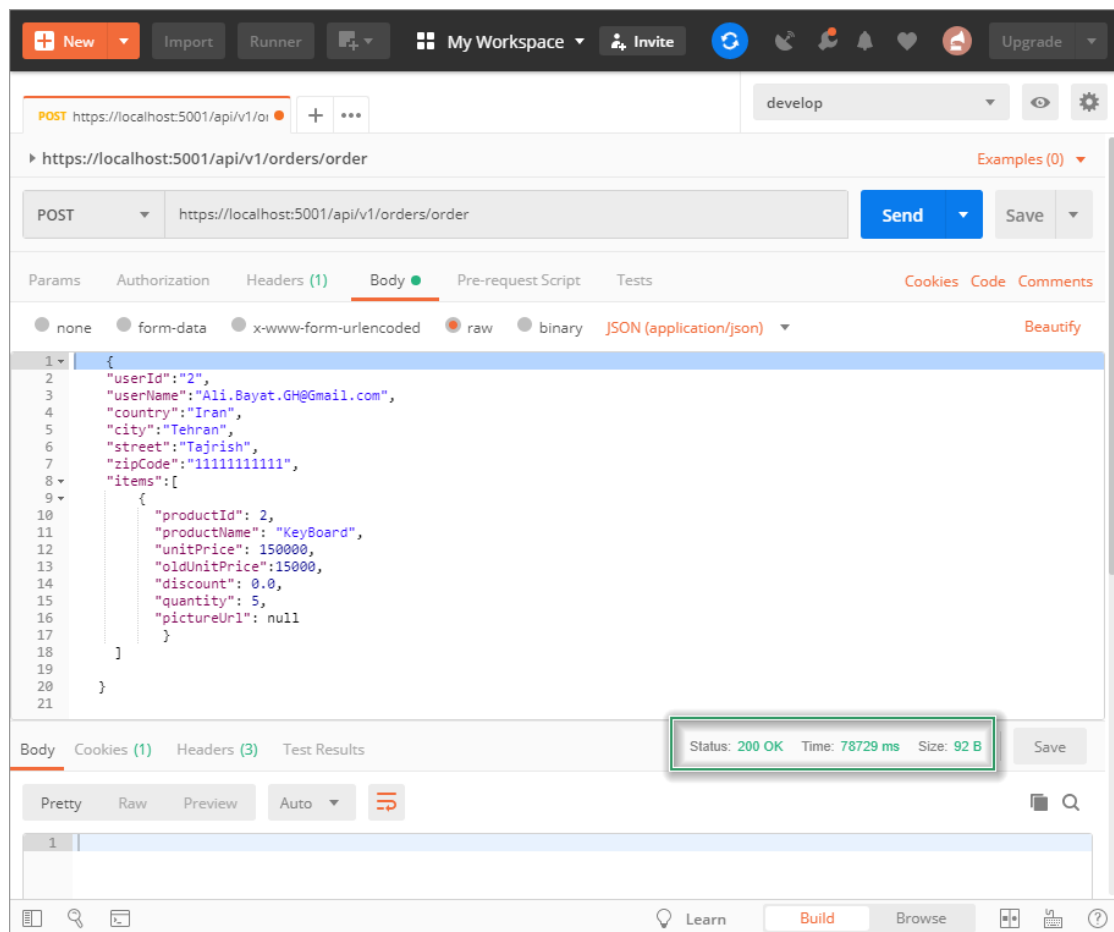 New Import Runner My Workspace Invite Upgrade
POST https://localhost:5001/api/v1/or develop
https://localhost:5001/api/v1/orders/order Examples (0)
POST https://localhost:5001/api/v1/orders/order Send Save
Params Authorization Headers (1) Body Pre-request Script Tests Cookies Code Comments
none form-data x-www-form-urlencoded raw binary JSON (application/json) Beautify
1 {
2 "userId":"2",
3 "userName":"Ali.Bayat.GH@Gmail.com",
4 "country":"Iran",
5 "city":"Tehran",
6 "street":"Tajrish",
7 "zipCode":"11111111111",
8 "items":[
9 {
10 "productId": 2,
11 "productName": "KeyBoard",
12 "unitPrice": 150000,
13 "oldUnitPrice":15000,
14 "discount": 0.0,
15 "quantity": 5,
16 "pictureUrl": null
17 }
18 ]
19
20 }
21
Body Cookies (1) Headers (3) Test Results Status: 200 OK Time: 78729 ms Size: 92 B Save
Pretty Raw Preview Auto
1
Learn Build Browse